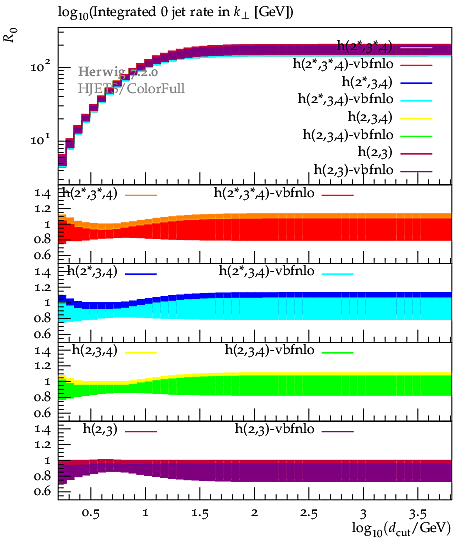 log₁₀(Integrated 0 jet rate in k⊥ [GeV])
R₀
10²
10¹
Herwig 7.2.0
HJETS/ColorFull
h(2*,3*,4)
h(2*,3*,4)-vbfnlo
h(2*,3,4)
h(2*,3,4)-vbfnlo
h(2,3,4)
h(2,3,4)-vbfnlo
h(2,3)
h(2,3)-vbfnlo
1.4
1.2
1
0.8
0.6
h(2*,3*,4) h(2*,3*,4)-vbfnlo
1.4
1.2
1
0.8
0.6
h(2*,3,4) h(2*,3,4)-vbfnlo
1.4
1.2
1
0.8
0.6
h(2,3,4) h(2,3,4)-vbfnlo
1.4
1.2
1
0.8
0.6
h(2,3) h(2,3)-vbfnlo
0.5 1 1.5 2 2.5 3 3.5
log₁₀(d_cut/GeV)